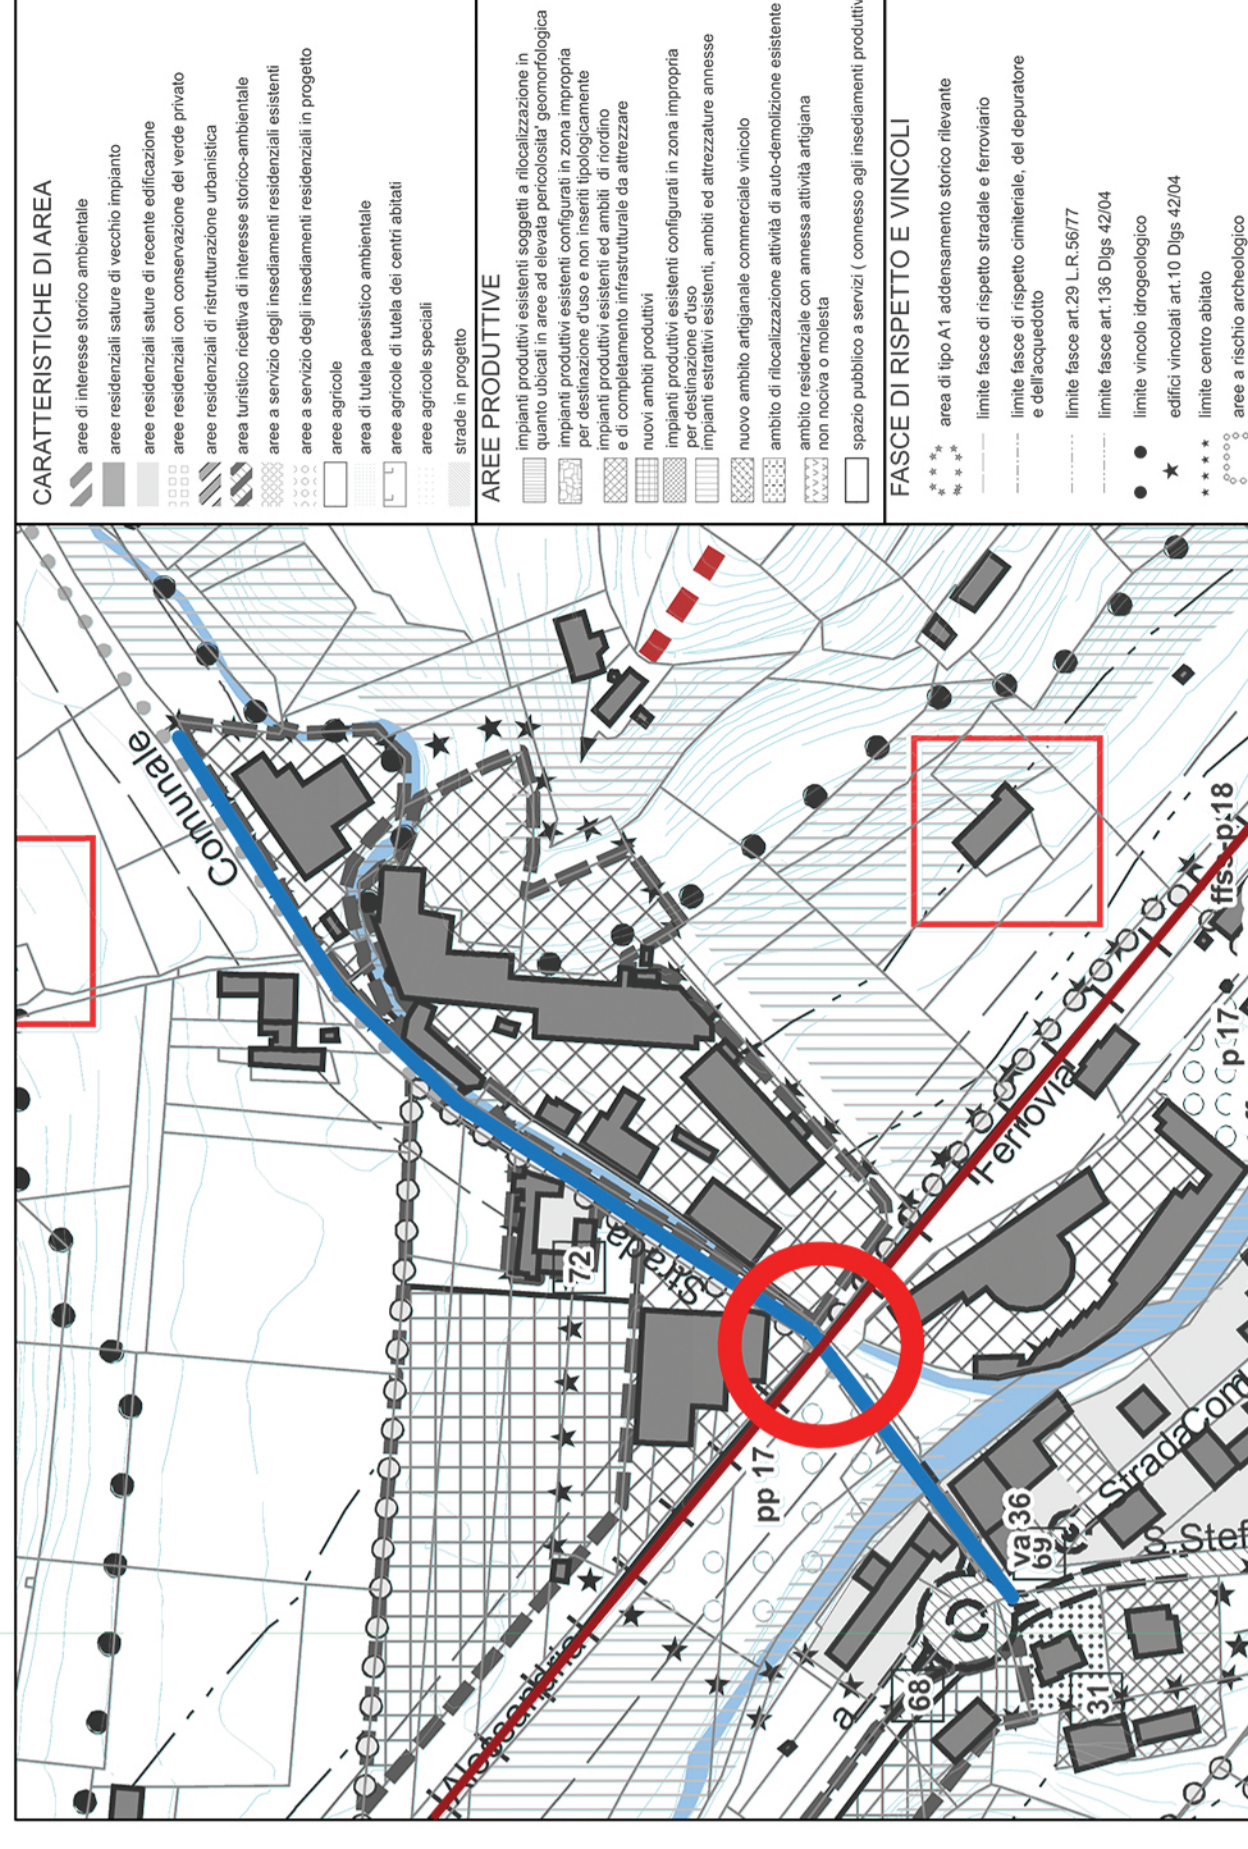 CARATTERISTICHE DI AREA
aree di interesse storico ambientale
aree residenziali sature di vecchio impianto
aree residenziali sature di recente edificazione
aree residenziali con conservazione del verde privato
aree residenziali di ristrutturazione urbanistica
area turistico ricettiva di interesse storico-ambientale
aree a servizio degli insediamenti residenziali esistenti
aree a servizio degli insediamenti residenziali in progetto
aree agricole
area di tutela paesistico ambientale
aree agricole di tutela dei centri abitati
aree agricole speciali
strade in progetto
AREE PRODUTTIVE
impianti produttivi esistenti soggetti a rilocalizzazione in
quanto ubicati in aree ad elevata pericolosita' geomorfologica
impianti produttivi esistenti configurati in zona impropria
per destinazione d'uso e non inseriti tipologicamente
impianti produttivi esistenti ed ambiti di riordino
e di completamento infrastrutturale da attrezzare
nuovi ambiti produttivi
impianti produttivi esistenti configurati in zona impropria
per destinazione d'uso
impianti estrattivi esistenti, ambiti ed attrezzature annesse
nuovo ambito artigianale commerciale vinicolo
ambito di rilocalizzazione attività di auto-demolizione esistente
ambito residenziale con annessa attività artigiana
non nociva o molesta
spazio pubblico a servizi ( connesso agli insediamenti produttiv
FASCE DI RISPETTO E VINCOLI
area di tipo A1 addensamento storico rilevante
limite fasce di rispetto stradale e ferroviario
limite fasce di rispetto cimiteriale, del depuratore
e dell'acquedotto
limite fasce art.29 L.R.56/77
limite fasce art.136 Dlgs 42/04
limite vincolo idrogeologico
edifici vincolati art.10 Dlgs 42/04
limite centro abitato
aree a rischio archeologico
Comunale
Strada
72
Ferrovia
Alessandria
pp 17
ffss-p 18
p 17
va 36
69
Strada Com
S. Stef
68
31
a